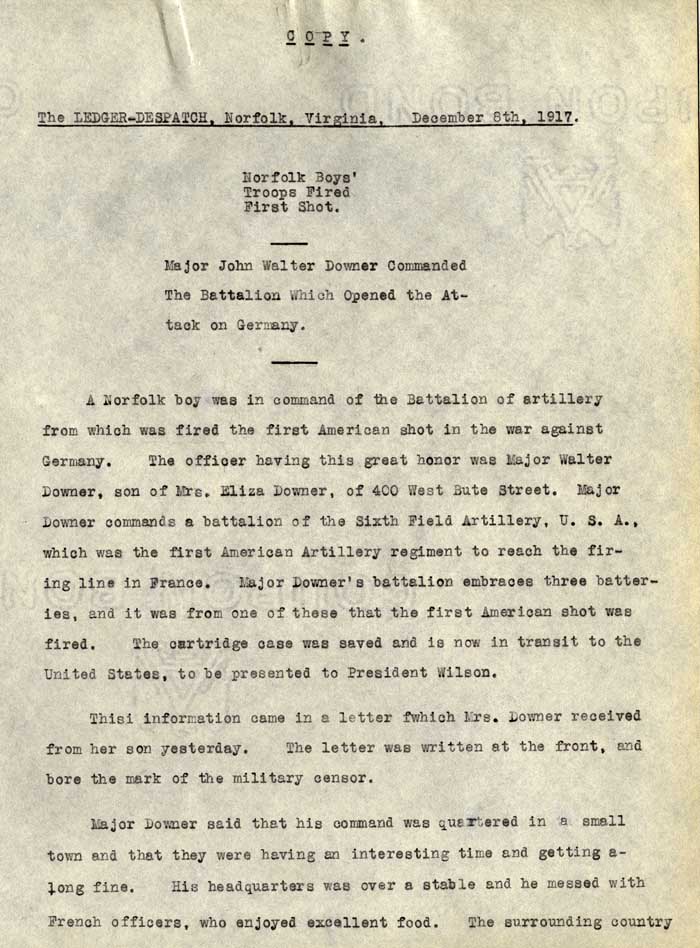 COPY.
The LEDGER-DESPATCH, Norfolk, Virginia, December 8th, 1917.
Norfolk Boys'
Troops Fired
First Shot.
Major John Walter Downer Commanded
The Battalion Which Opened the At-
tack on Germany.
A Norfolk boy was in command of the Battalion of artillery
from which was fired the first American shot in the war against
Germany. The officer having this great honor was Major Walter
Downer, son of Mrs. Eliza Downer, of 400 West Bute Street. Major
Downer commands a battalion of the Sixth Field Artillery, U. S. A.,
which was the first American Artillery regiment to reach the fir-
ing line in France. Major Downer's battalion embraces three batter-
ies, and it was from one of these that the first American shot was
fired. The cartridge case was saved and is now in transit to the
United States, to be presented to President Wilson.
Thisi information came in a letter fwhich Mrs. Downer received
from her son yesterday. The letter was written at the front, and
bore the mark of the military censor.
Major Downer said that his command was quartered in a small
town and that they were having an interesting time and getting a-
long fine. His headquarters was over a stable and he messed with
French officers, who enjoyed excellent food. The surrounding country